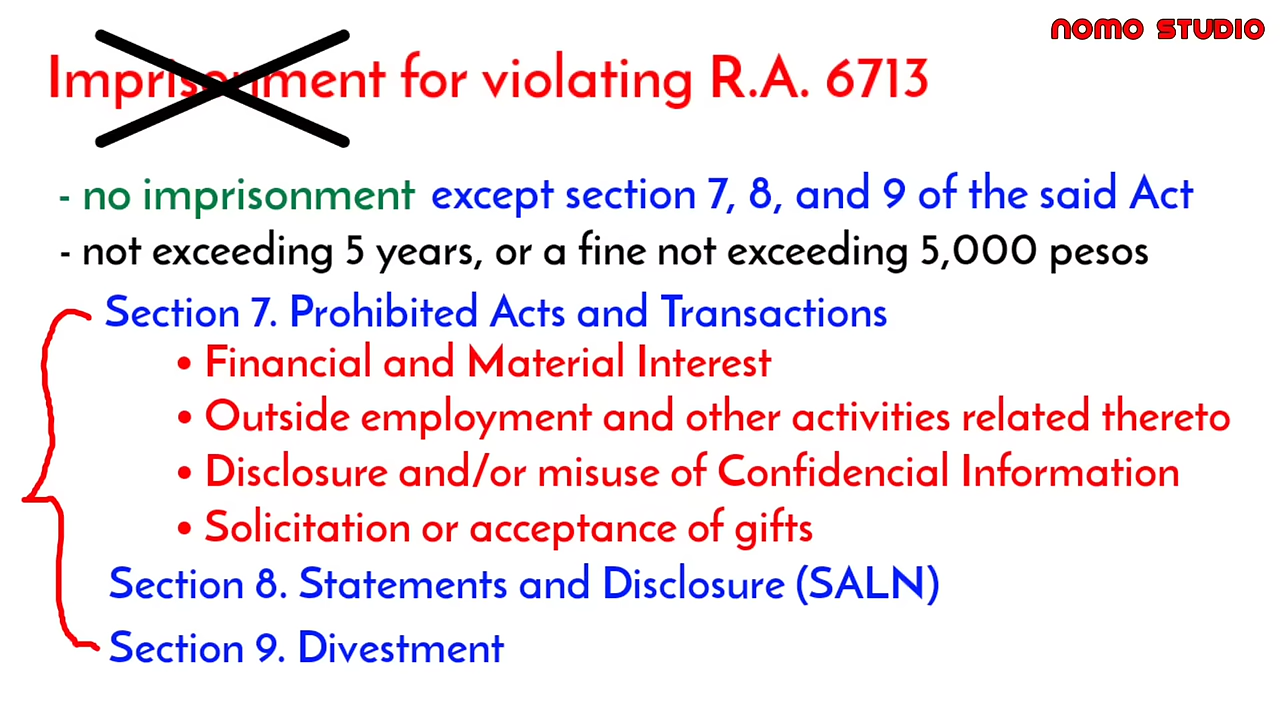 NOMO STUDIO
Imprisonment for violating R.A. 6713
- no imprisonment except section 7, 8, and 9 of the said Act
- not exceeding 5 years, or a fine not exceeding 5,000 pesos
Section 7. Prohibited Acts and Transactions
• Financial and Material Interest
• Outside employment and other activities related thereto
• Disclosure and/or misuse of Confidencial Information
• Solicitation or acceptance of gifts
Section 8. Statements and Disclosure (SALN)
Section 9. Divestment